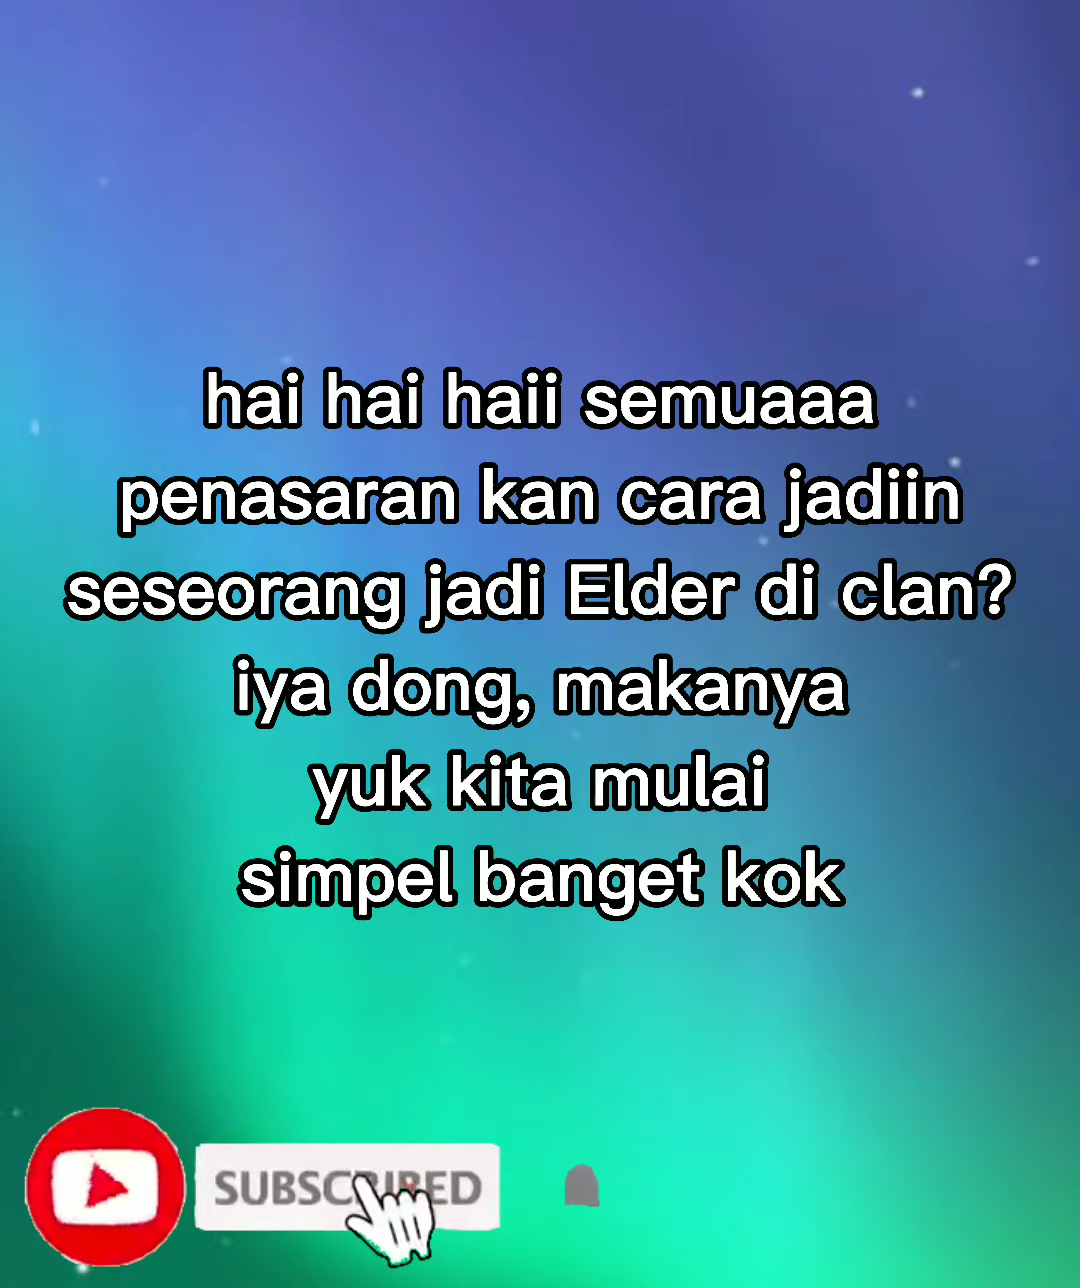 hai hai haii semuaaa
penasaran kan cara jadiin
seseorang jadi Elder di clan?
iya dong, makanya
yuk kita mulai
simpel banget kok
SUBSCRIBED